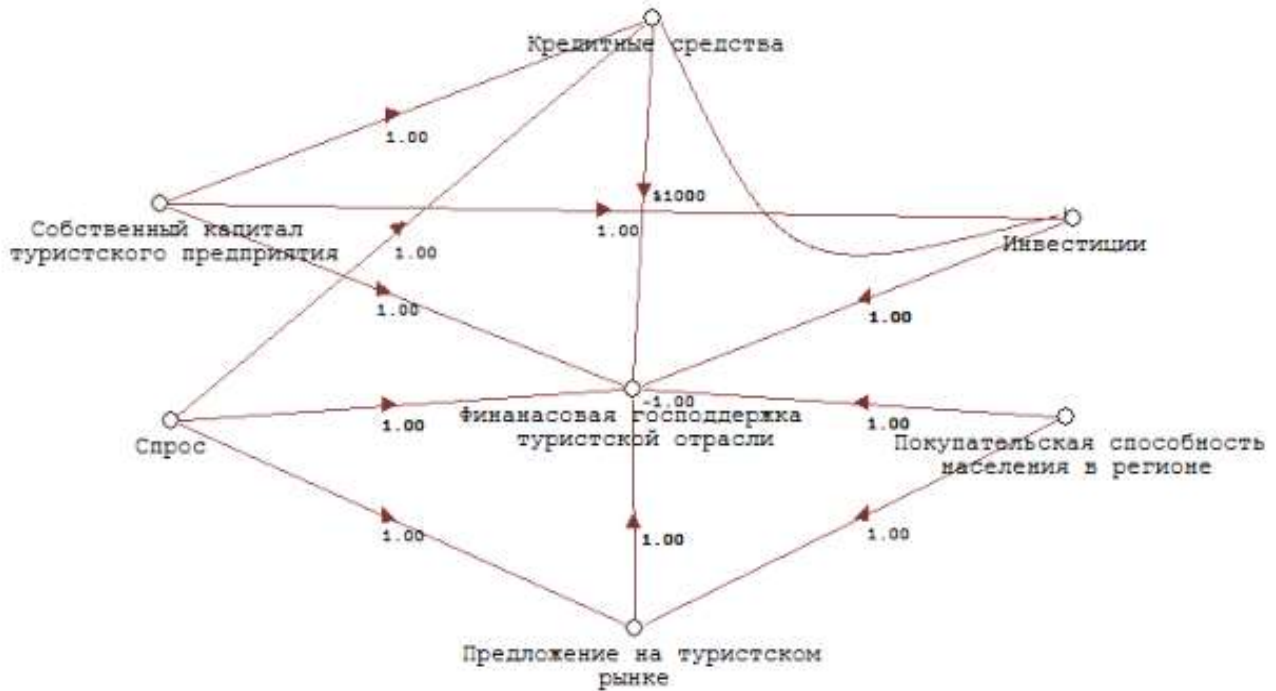 Кредитные средства
1.00
$1000
Собственный капитал
туристского предприятия
1.00
1.00
Инвестиции
1.00
1.00
-1.00
Финанасовая господдержка
туристской отрасли
1.00
Спрос
1.00
Покупательская способность
населения в регионе
1.00
1.00
1.00
Предложение на туристском
рынке